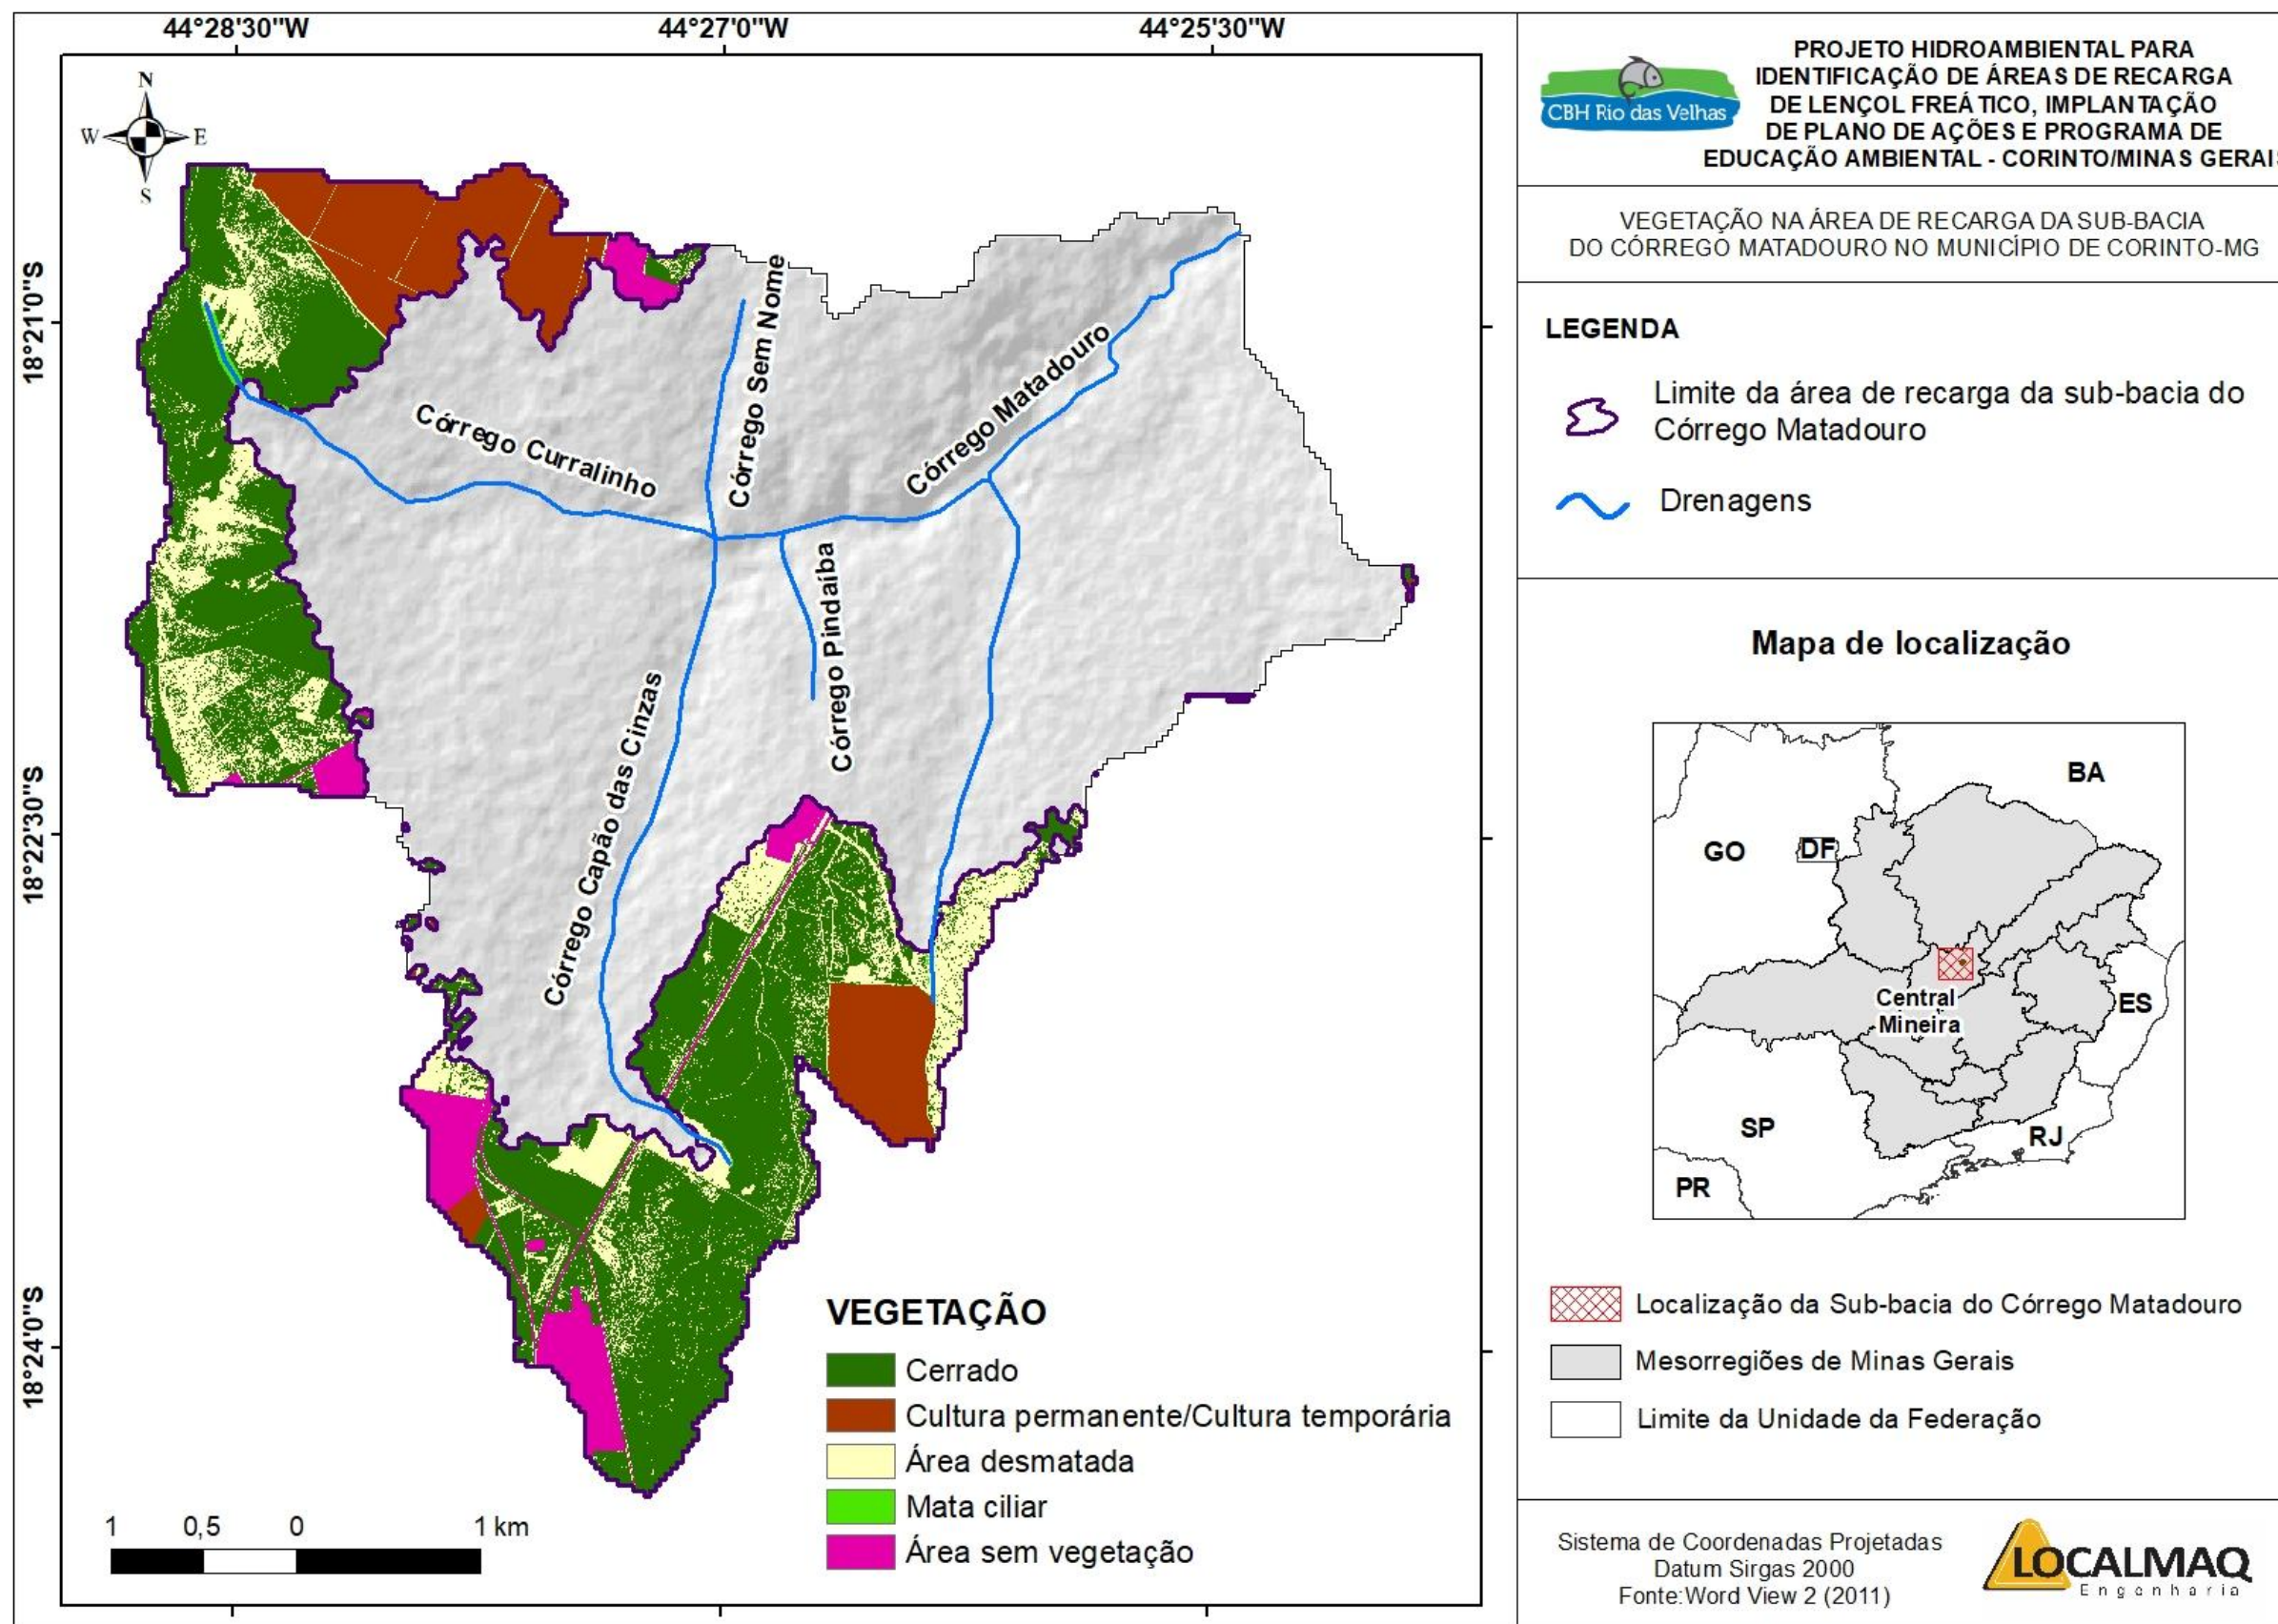 44°28'30"W
44°27'0"W
44°25'30"W
N
W
E
S
18°21'0"S
18°22'30"S
18°24'0"S
Córrego Curralinho
Córrego Sem Nome
Córrego Matadouro
Córrego Pindaíba
Córrego Capão das Cinzas
VEGETAÇÃO
Cerrado
Cultura permanente/Cultura temporária
Área desmatada
Mata ciliar
Área sem vegetação
1 0,5 0 1 km
CBH Rio das Velhas
PROJETO HIDROAMBIENTAL PARA
IDENTIFICAÇÃO DE ÁREAS DE RECARGA
DE LENÇOL FREÁTICO, IMPLANTAÇÃO
DE PLANO DE AÇÕES E PROGRAMA DE
EDUCAÇÃO AMBIENTAL - CORINTO/MINAS GERAIS
VEGETAÇÃO NA ÁREA DE RECARGA DA SUB-BACIA
DO CÓRREGO MATADOURO NO MUNICÍPIO DE CORINTO-MG
LEGENDA
Limite da área de recarga da sub-bacia do
Córrego Matadouro
Drenagens
Mapa de localização
BA
GO
DF
Central
Mineira
ES
SP
RJ
PR
Localização da Sub-bacia do Córrego Matadouro
Mesorregiões de Minas Gerais
Limite da Unidade da Federação
Sistema de Coordenadas Projetadas
Datum Sirgas 2000
Fonte:Word View 2 (2011)
LOCALMAQ
Engenharia